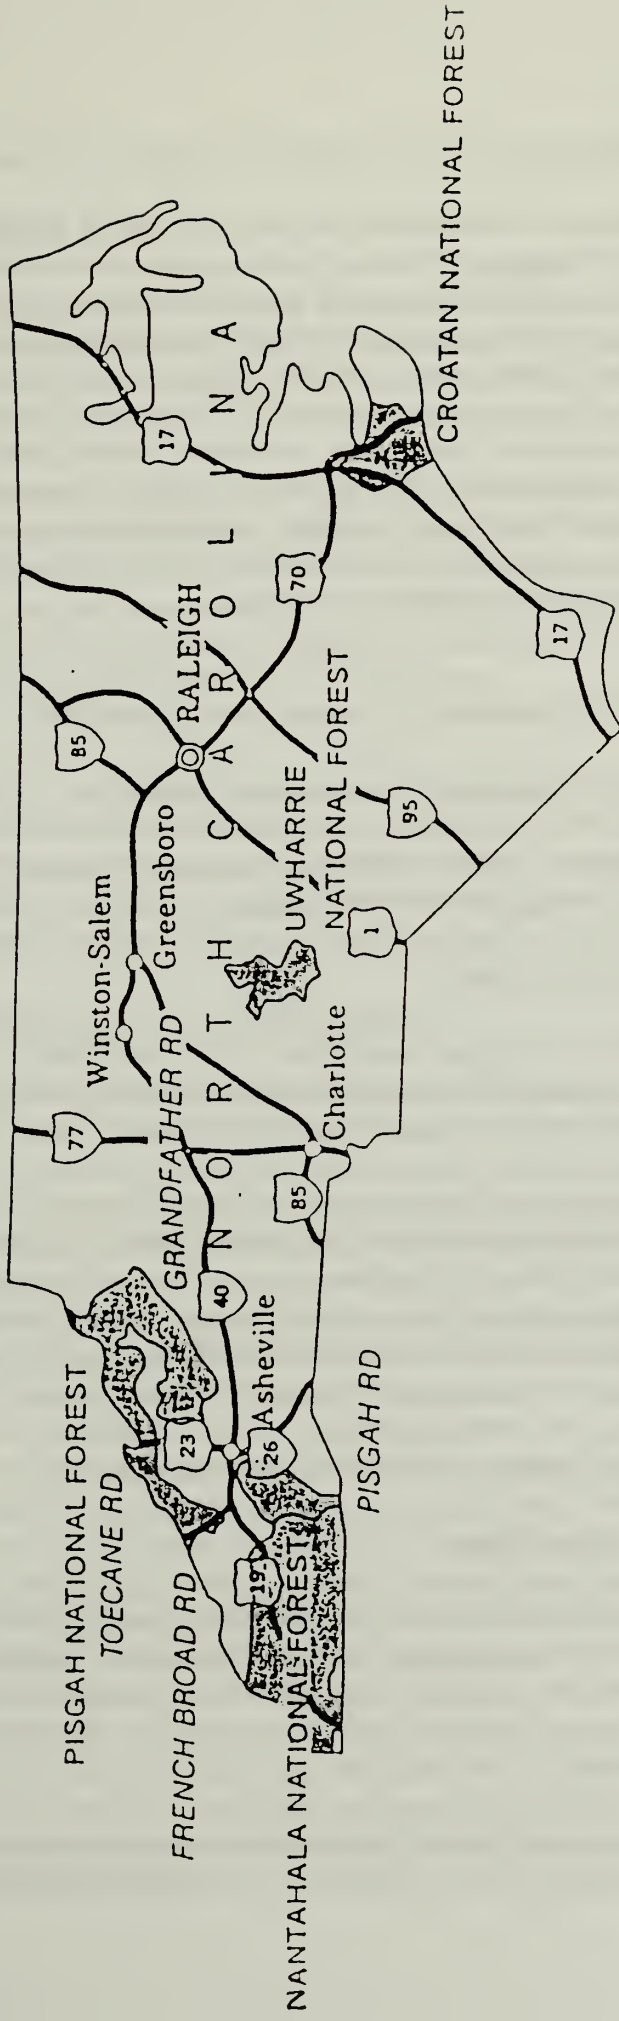 PISGAH NATIONAL FOREST
TOECANE RD
FRENCH BROAD RD
NANTAHALA NATIONAL FOREST
PISGAH RD
GRANDFATHER RD
Winston-Salem
Greensboro
RALEIGH
Asheville
Charlotte
UWHARRIE
NATIONAL FOREST
CROATAN NATIONAL FOREST
NORTH CAROLINA
77
85
17
23
40
19
26
85
1
95
70
17